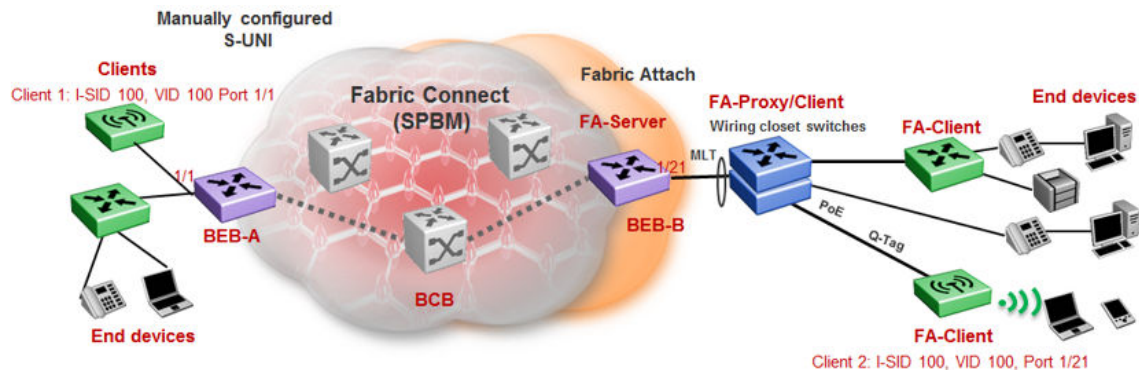 Manually configured
S-UNI
Clients
Client 1: I-SID 100, VID 100 Port 1/1
1/1
BEB-A
End devices
Fabric Connect
(SPBM)
BCB
Fabric Attach
FA-Server
1/21
BEB-B
MLT
FA-Proxy/Client
Wiring closet switches
PoE
Q-Tag
End devices
FA-Client
FA-Client
Client 2: I-SID 100, VID 100, Port 1/21